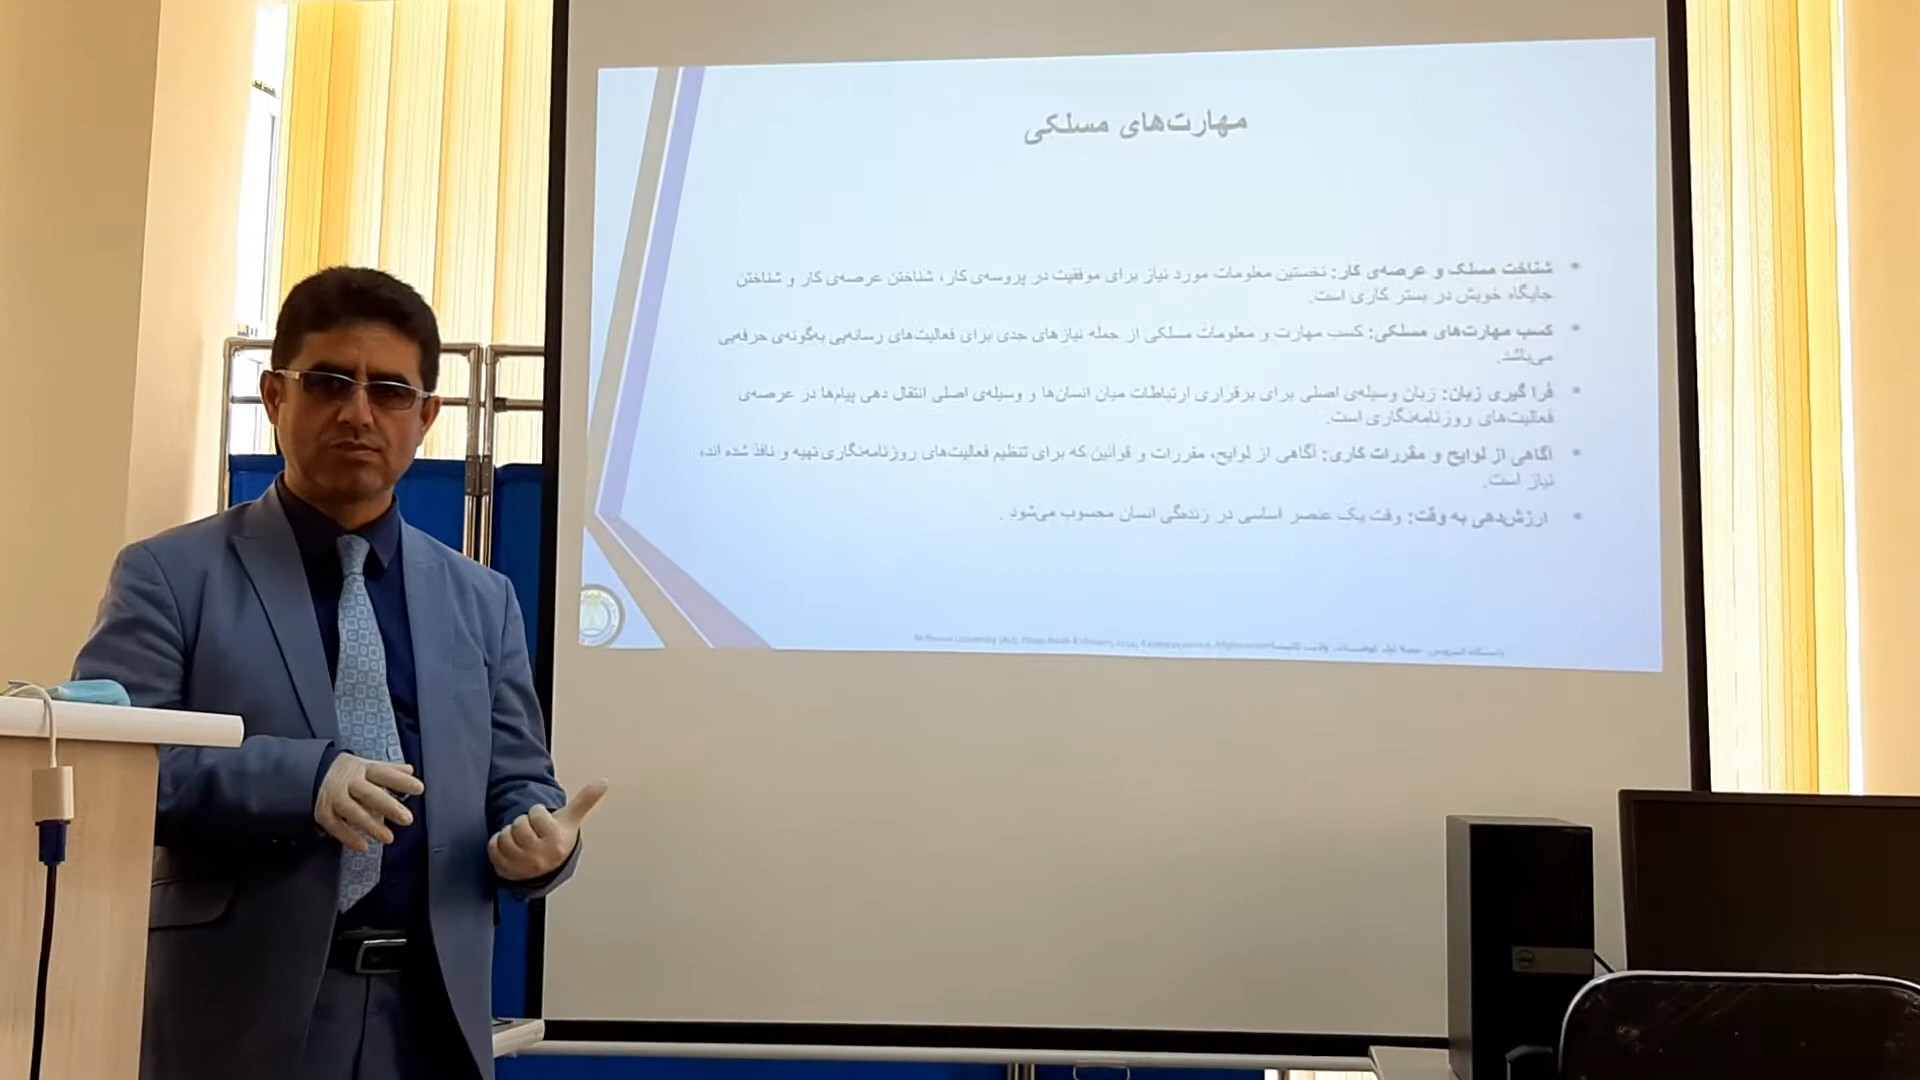 مهارت‌های مسلکی
شناخت مسلک و عرصه‌ی کار: نخستین معلومات مورد نیاز برای موفقیت در پروسه‌ی کار، شناختن عرصه‌ی کار و شناختن
جایگاه خویش در بستر کاری است.
کسب مهارت‌های مسلکی: کسب مهارت و معلومات مسلکی از جمله نیازهای جدی برای فعالیت‌های رسانه‌یی به‌گونه‌ی حرفه‌یی
می‌باشد.
فرا گیری زبان: زبان وسیله‌ی اصلی برای برقراری ارتباطات میان انسان‌ها و وسیله‌ی اصلی انتقال دهی پیام‌ها در عرصه‌ی
فعالیت‌های روزنامه‌نگاری است.
آگاهی از لوایح و مقررات کاری: آگاهی از لوایح، مقررات و قوانین که برای تنظیم فعالیت‌های روزنامه‌نگاری تهیه و نافذ شده اند،
نیاز است.
ارزش‌دهی به وقت: وقت یک عنصر اساسی در زنده‌گی انسان محسوب می‌شود .